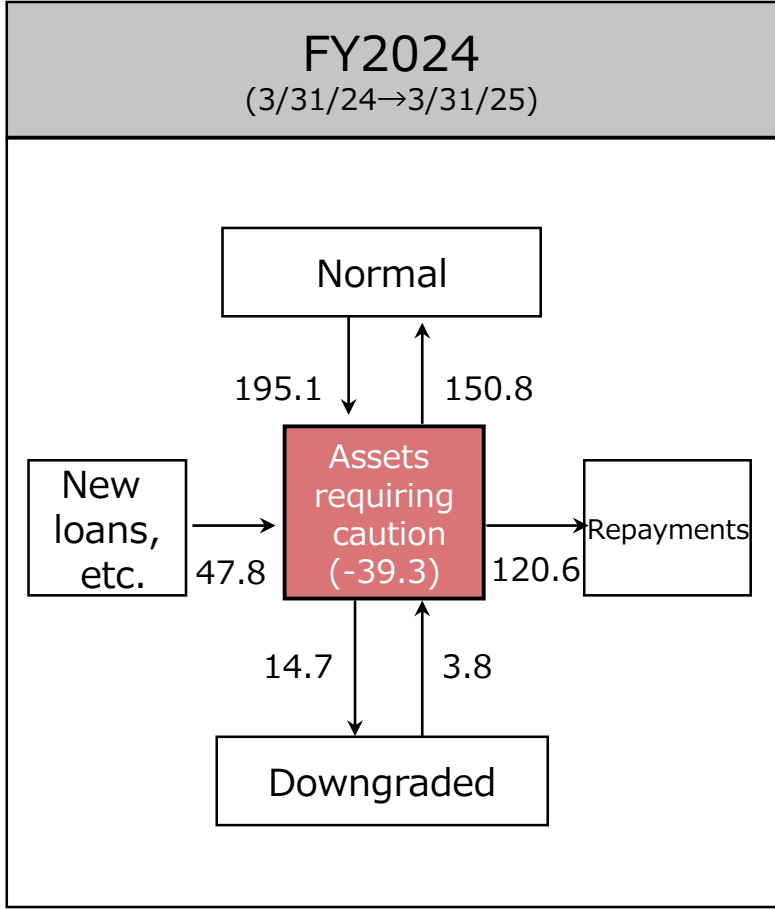 FY2024
(3/31/24→3/31/25)
Normal
195.1
150.8
Assets
requiring
caution
(-39.3)
New
loans,
etc.
47.8
120.6
Repayments
14.7
3.8
Downgraded